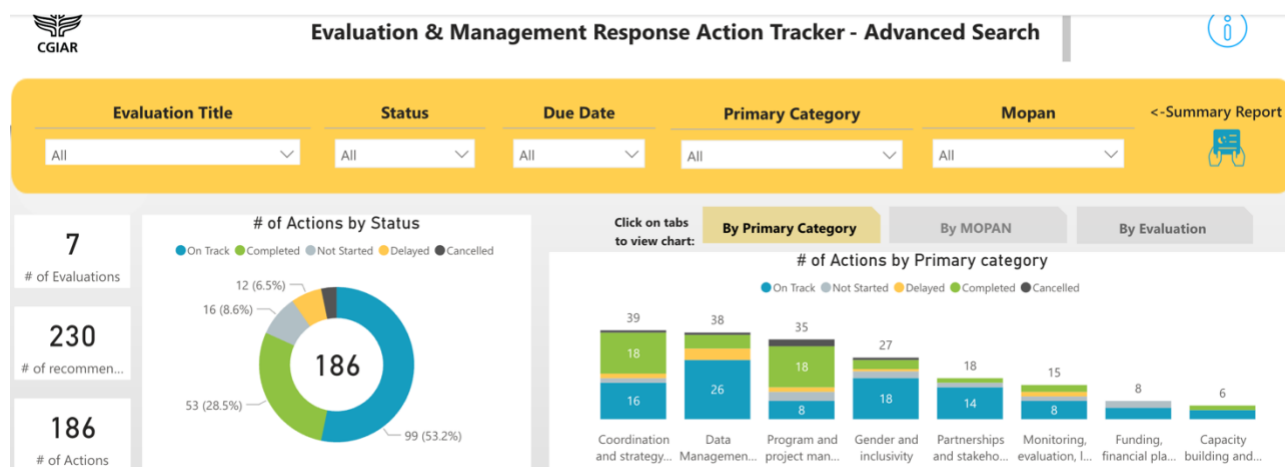 CGIAR
Evaluation & Management Response Action Tracker - Advanced Search
Evaluation Title
Status
Due Date
Primary Category
Mopan
<-Summary Report
All
All
All
All
All
7
# of Evaluations
230
# of recommen...
186
# of Actions
# of Actions by Status
On Track Completed Not Started Delayed Cancelled
12 (6.5%)
16 (8.6%)
186
53 (28.5%)
99 (53.2%)
Click on tabs
to view chart:
By Primary Category
By MOPAN
By Evaluation
# of Actions by Primary category
On Track Not Started Delayed Completed Cancelled
39
38
35
27
18
15
8
6
18
18
16
26
8
18
14
8
Coordination
and strategy...
Data
Managemen...
Program and
project man...
Gender and
inclusivity
Partnerships
and stakeho...
Monitoring,
evaluation, l...
Funding,
financial pla...
Capacity
building and...